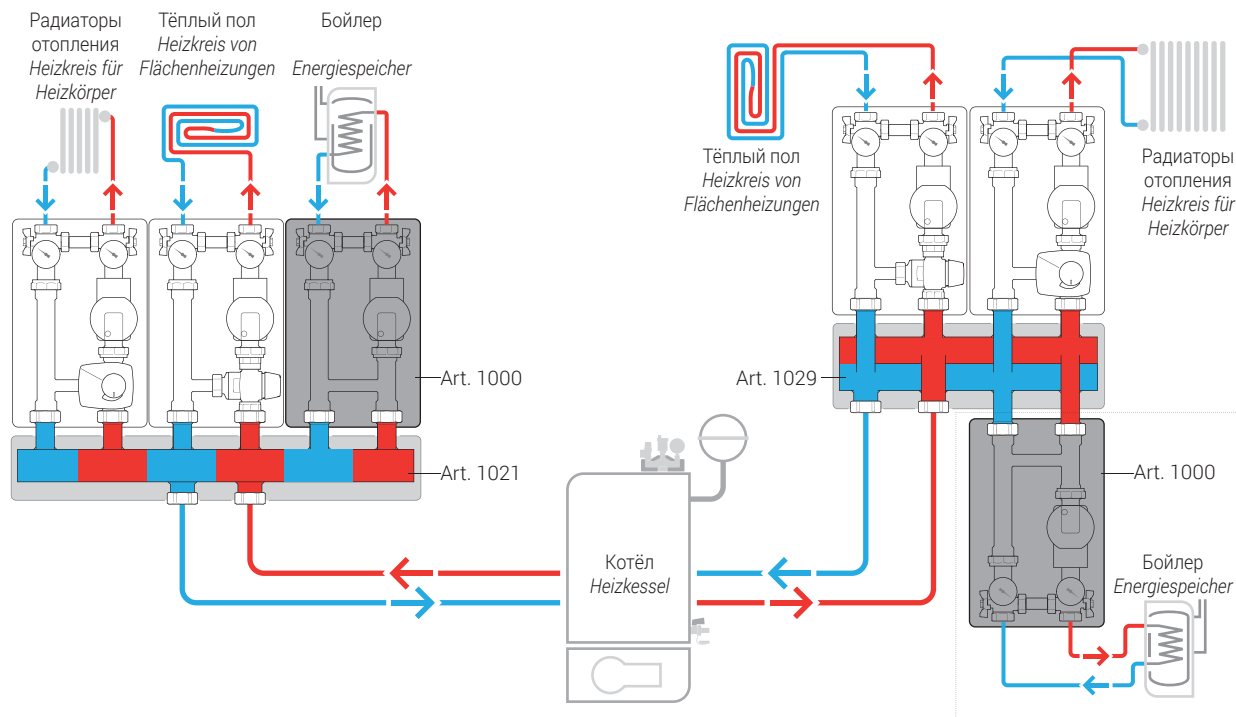 Радиаторы
отопления
Heizkreis für
Heizkörper
Тёплый пол
Heizkreis von
Flächenheizungen
Бойлер
Energiespeicher
Art. 1000
Art. 1021
Тёплый пол
Heizkreis von
Flächenheizungen
Радиаторы
отопления
Heizkreis für
Heizkörper
Art. 1029
Art. 1000
Котёл
Heizkessel
Бойлер
Energiespeicher